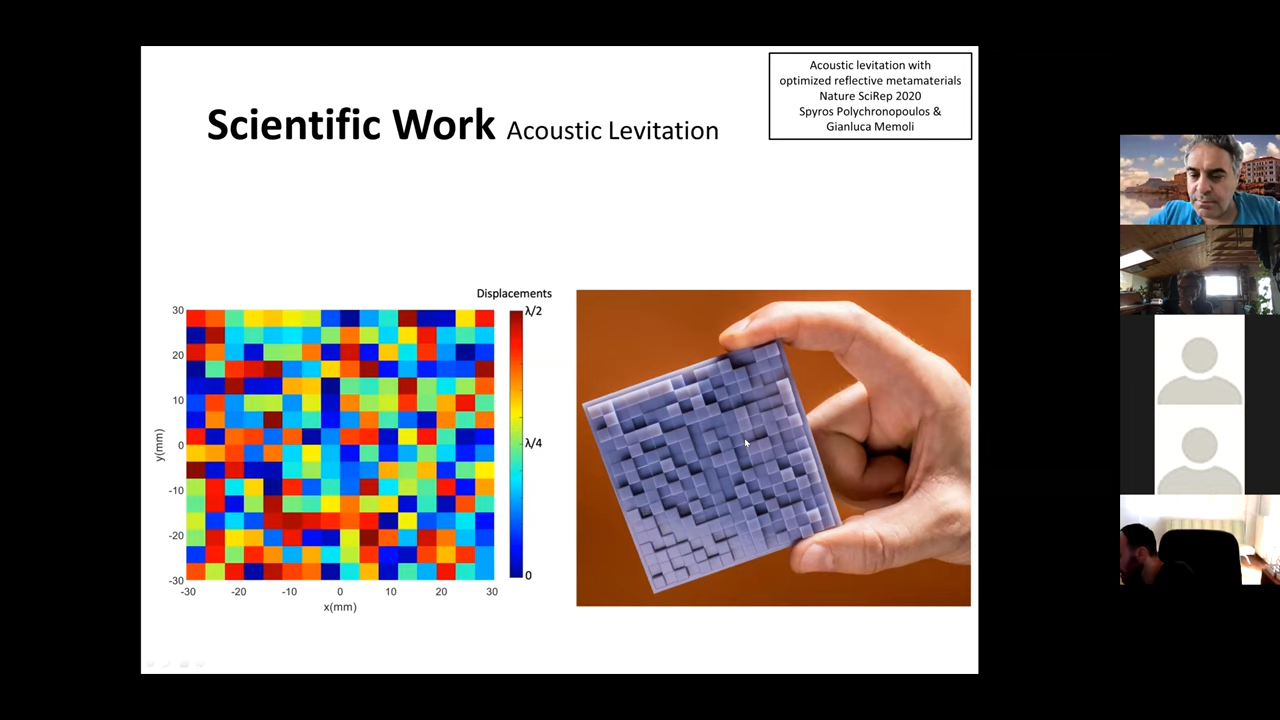 Acoustic levitation with
optimized reflective metamaterials
Nature SciRep 2020
Spyros Polychronopoulos &
Gianluca Memoli
Scientific Work Acoustic Levitation
Displacements
λ/2
λ/4
0
y(mm)
30
20
10
0
-10
-20
-30
-30 -20 -10 0 10 20 30
x(mm)